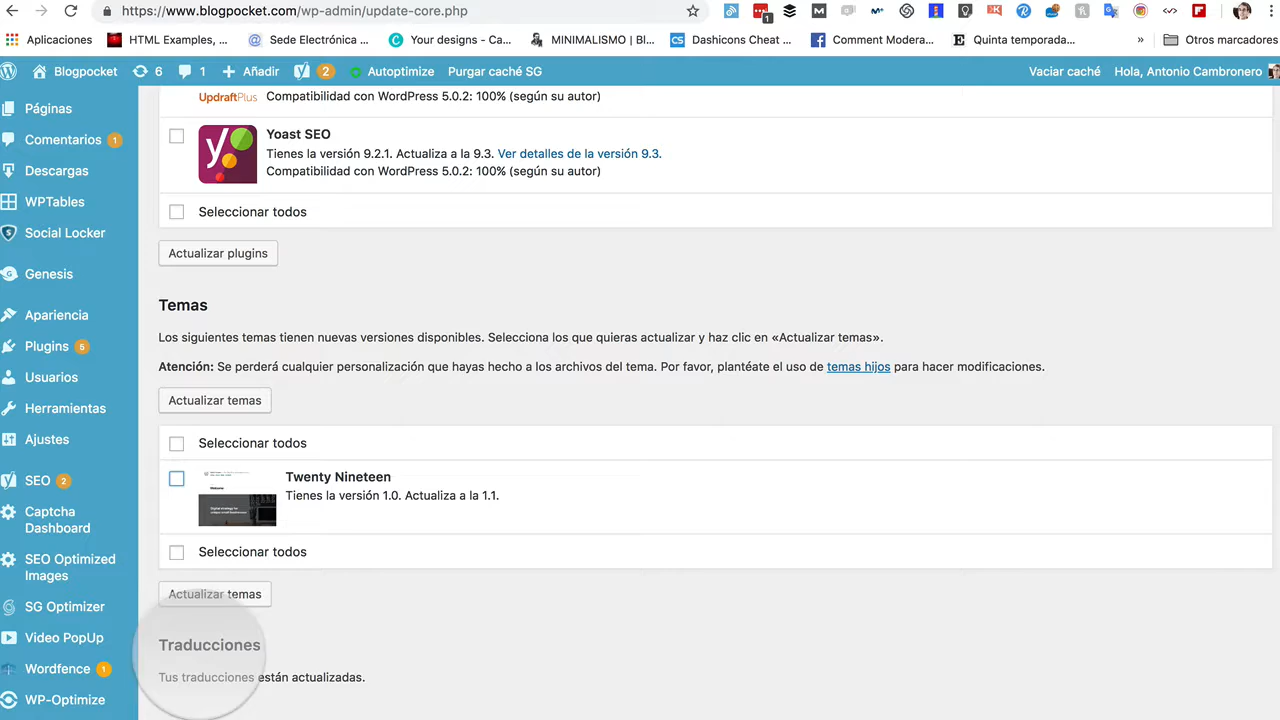 https://www.blogpocket.com/wp-admin/update-core.php
1
Aplicaciones
HTML Examples, ...
Sede Electrónica ...
Your designs - Ca...
MINIMALISMO | Bl...
Dashicons Cheat ...
Comment Modera...
Quinta temporada...
»
Otros marcadores
Blogpocket
6
1
Añadir
2
Autoptimize
Purgar caché SG
Vaciar caché
Hola, Antonio Cambronero
Páginas
Comentarios 1
Descargas
WPTables
Social Locker
Genesis
Apariencia
Plugins 5
Usuarios
Herramientas
Ajustes
SEO 2
Captcha
Dashboard
SEO Optimized
Images
SG Optimizer
Video PopUp
Wordfence 1
WP-Optimize
UpdraftPlus
Compatibilidad con WordPress 5.0.2: 100% (según su autor)
Yoast SEO
Tienes la versión 9.2.1. Actualiza a la 9.3. Ver detalles de la versión 9.3.
Compatibilidad con WordPress 5.0.2: 100% (según su autor)
Seleccionar todos
Actualizar plugins
Temas
Los siguientes temas tienen nuevas versiones disponibles. Selecciona los que quieras actualizar y haz clic en «Actualizar temas».
Atención: Se perderá cualquier personalización que hayas hecho a los archivos del tema. Por favor, plantéate el uso de temas hijos para hacer modificaciones.
Actualizar temas
Seleccionar todos
Twenty Nineteen
Tienes la versión 1.0. Actualiza a la 1.1.
Seleccionar todos
Actualizar temas
Traducciones
Tus traducciones están actualizadas.